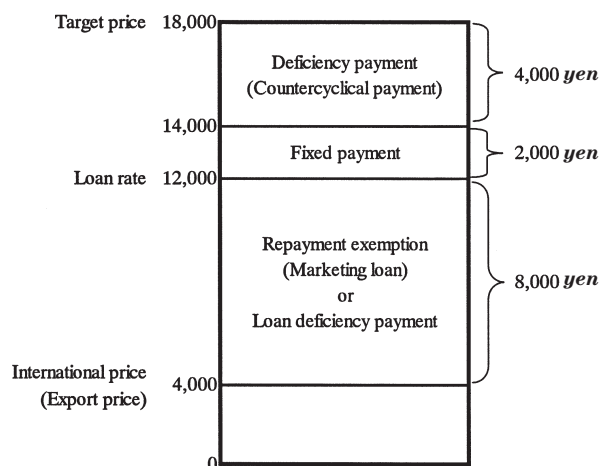 Target price 18,000
Deficiency payment
(Countercyclical payment)
4,000 yen
14,000
Fixed payment
2,000 yen
Loan rate 12,000
Repayment exemption
(Marketing loan)
or
Loan deficiency payment
8,000 yen
International price
(Export price)
4,000
0